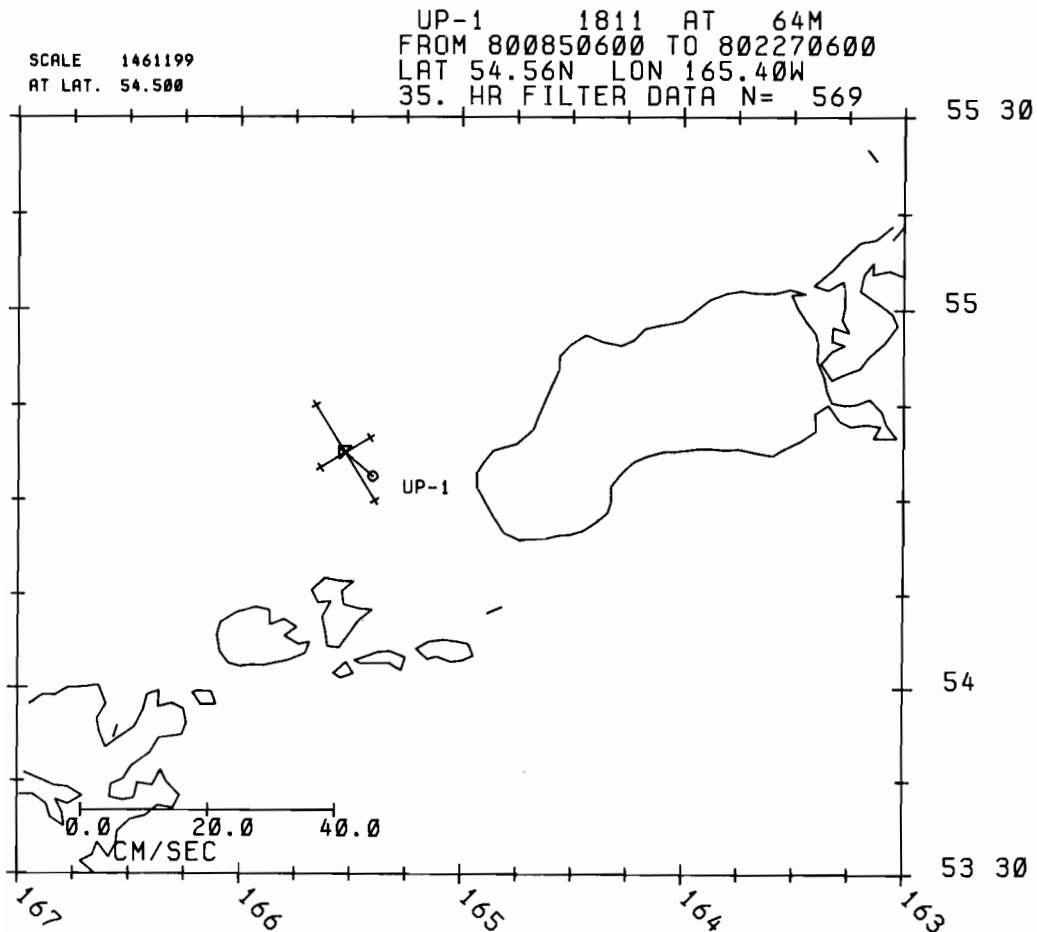 UP-1 1811 AT 64M
FROM 800850600 TO 802270600
LAT 54.56N LON 165.40W
35. HR FILTER DATA N= 569
SCALE 1461199
AT LAT. 54.500
55 30
55
UP-1
54
0.0 20.0 40.0
CM/SEC
53 30
167 166 165 164 163